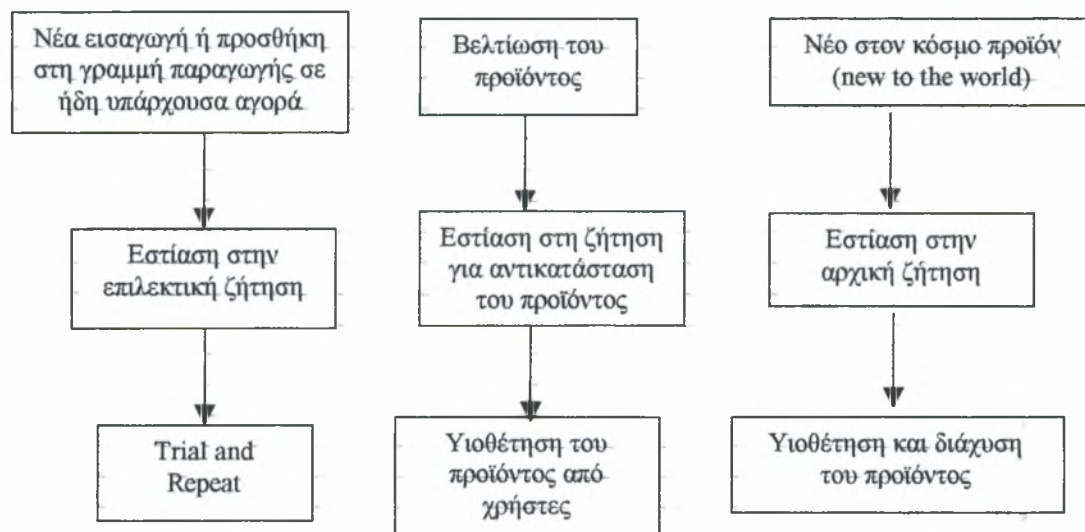 Νέα εισαγωγή ή προσθήκη
στη γραμμή παραγωγής σε
ήδη υπάρχουσα αγορά
Εστίαση στην
επιλεκτική ζήτηση
Trial and
Repeat
Βελτίωση του
προϊόντος
Εστίαση στη ζήτηση
για αντικατάσταση
του προϊόντος
Υιοθέτηση του
προϊόντος από
χρήστες
Νέο στον κόσμο προϊόν
(new to the world)
Εστίαση στην
αρχική ζήτηση
Υιοθέτηση και διάχυση
του προϊόντος